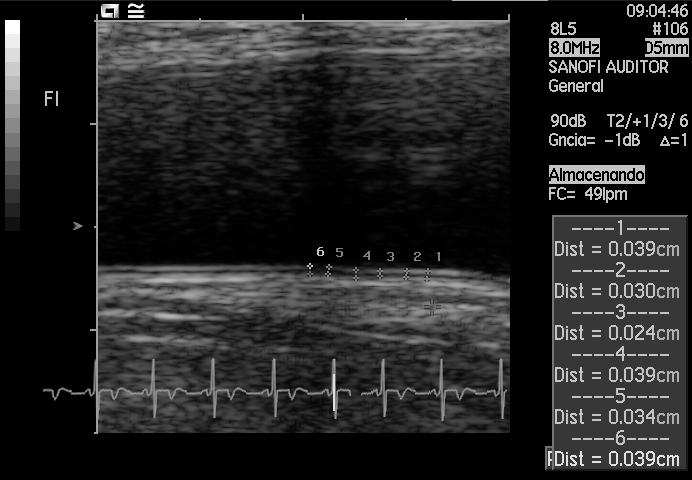 09:04:46
8L5 #106
8.0MHz D5mm
SANOFI AUDITOR
General
90dB T2/+1/3/ 6
Gncia= -1dB Δ=1
Almacenando
FC= 49lpm
FI
6 5 4 3 2 1
----1----
Dist = 0.039cm
----2----
Dist = 0.030cm
----3----
Dist = 0.024cm
----4----
Dist = 0.039cm
----5----
Dist = 0.034cm
----6----
Dist = 0.039cm